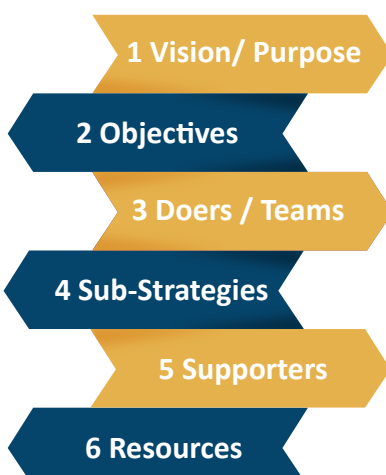 1 Vision/ Purpose
2 Objectives
3 Doers / Teams
4 Sub-Strategies
5 Supporters
6 Resources